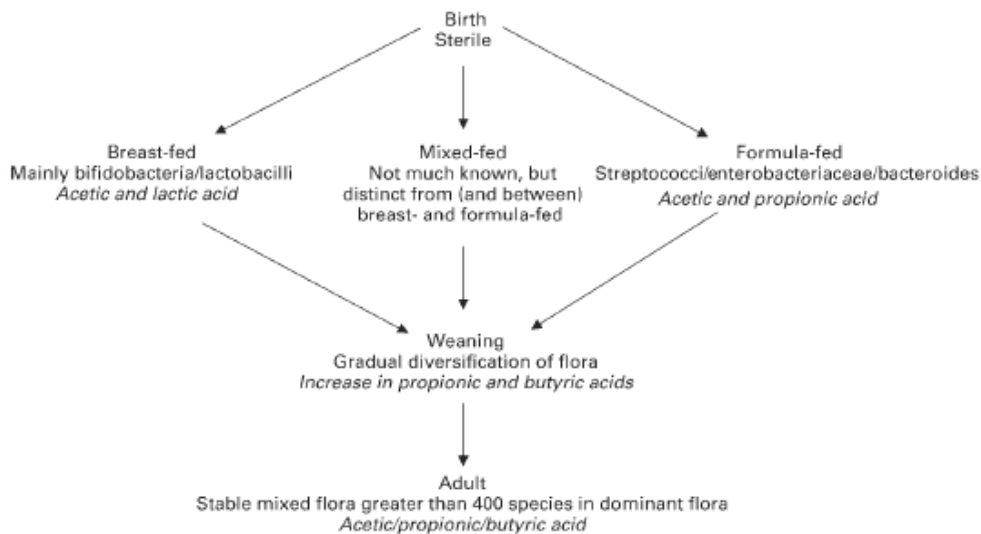 Birth
Sterile
Breast-fed
Mainly bifidobacteria/lactobacilli
Acetic and lactic acid
Mixed-fed
Not much known, but
distinct from (and between)
breast- and formula-fed
Formula-fed
Streptococci/enterobacteriaceae/bacteroides
Acetic and propionic acid
Weaning
Gradual diversification of flora
Increase in propionic and butyric acids
Adult
Stable mixed flora greater than 400 species in dominant flora
Acetic/propionic/butyric acid